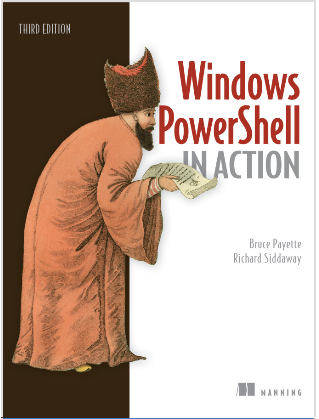 THIRD EDITION
Windows
PowerShell
IN ACTION
Bruce Payette
Richard Siddaway
MANNING